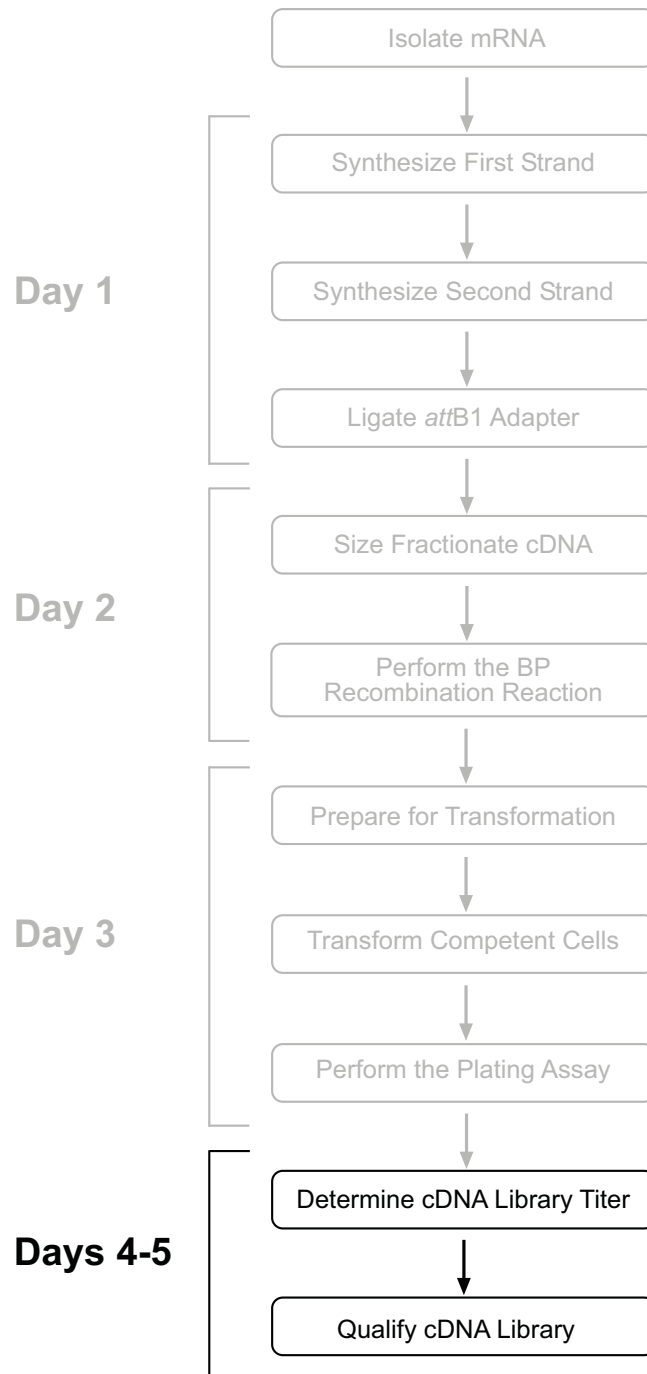 Isolate mRNA
Day 1
Synthesize First Strand
Synthesize Second Strand
Ligate attB1 Adapter
Day 2
Size Fractionate cDNA
Perform the BP
Recombination Reaction
Day 3
Prepare for Transformation
Transform Competent Cells
Perform the Plating Assay
Days 4-5
Determine cDNA Library Titer
Qualify cDNA Library